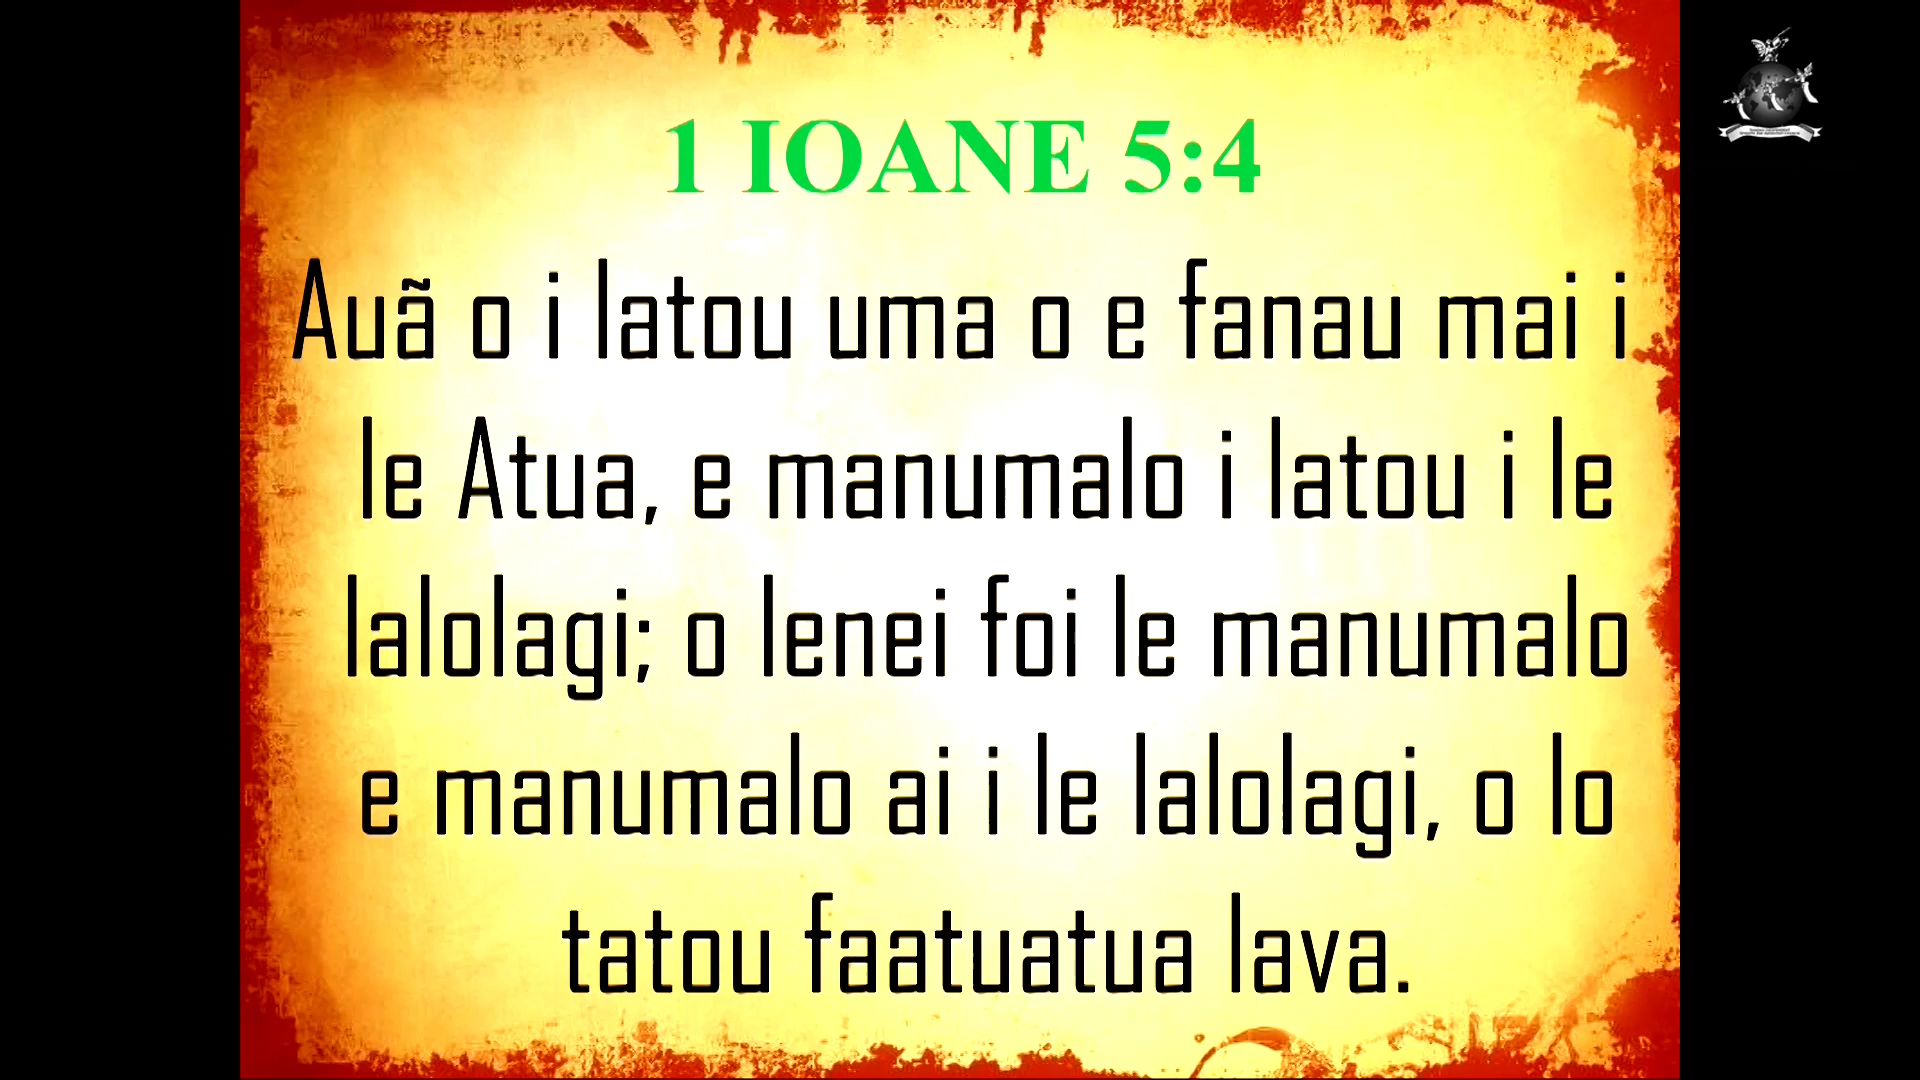 1 IOANE 5:4
Auã o i latou uma o e fanau mai i
le Atua, e manumalo i latou i le
lalolagi; o lenei foi le manumalo
e manumalo ai i le lalolagi, o lo
tatou faatuatua lava.